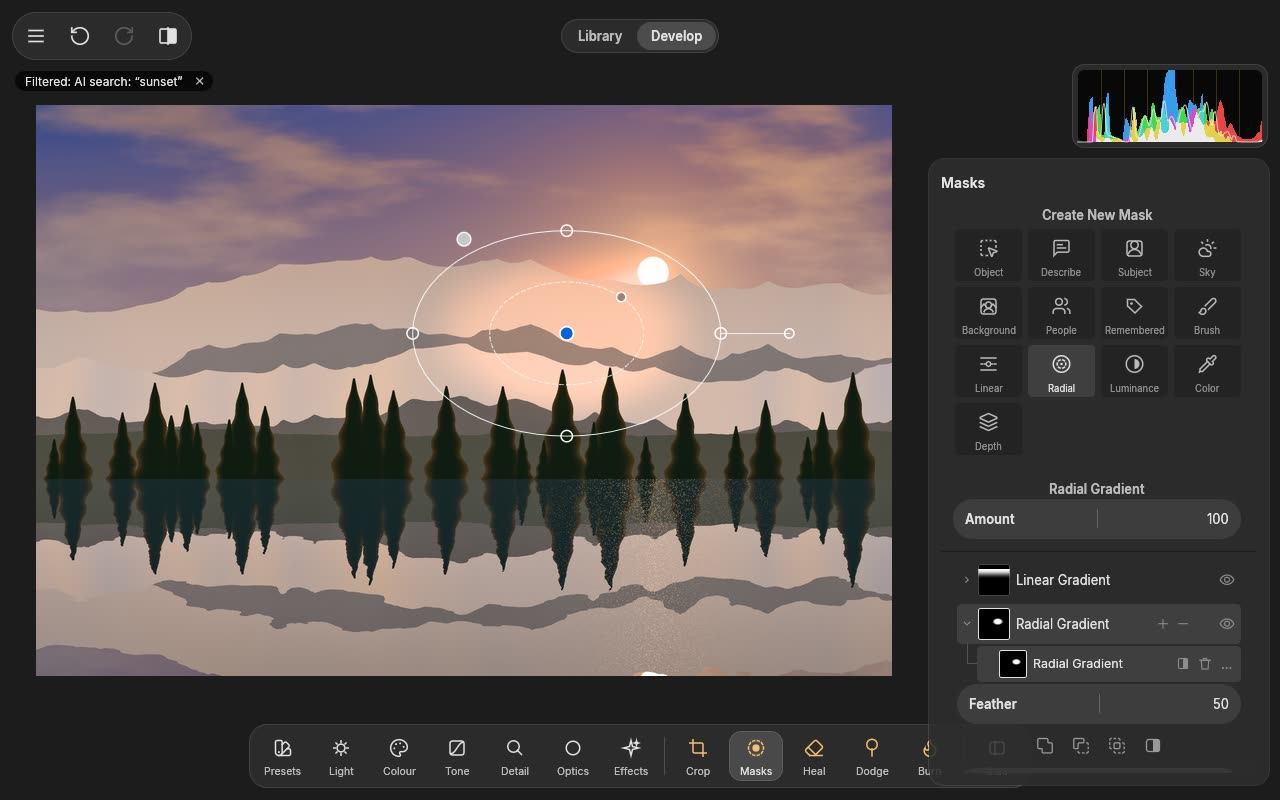 Library
Develop
Filtered: AI search: “sunset”
Masks
Create New Mask
Object
Describe
Subject
Sky
Background
People
Remembered
Brush
Linear
Radial
Luminance
Color
Depth
Radial Gradient
Amount 100
Linear Gradient
Radial Gradient
Radial Gradient
...
Feather 50
Presets
Light
Colour
Tone
Detail
Optics
Effects
Crop
Masks
Heal
Dodge
Burn